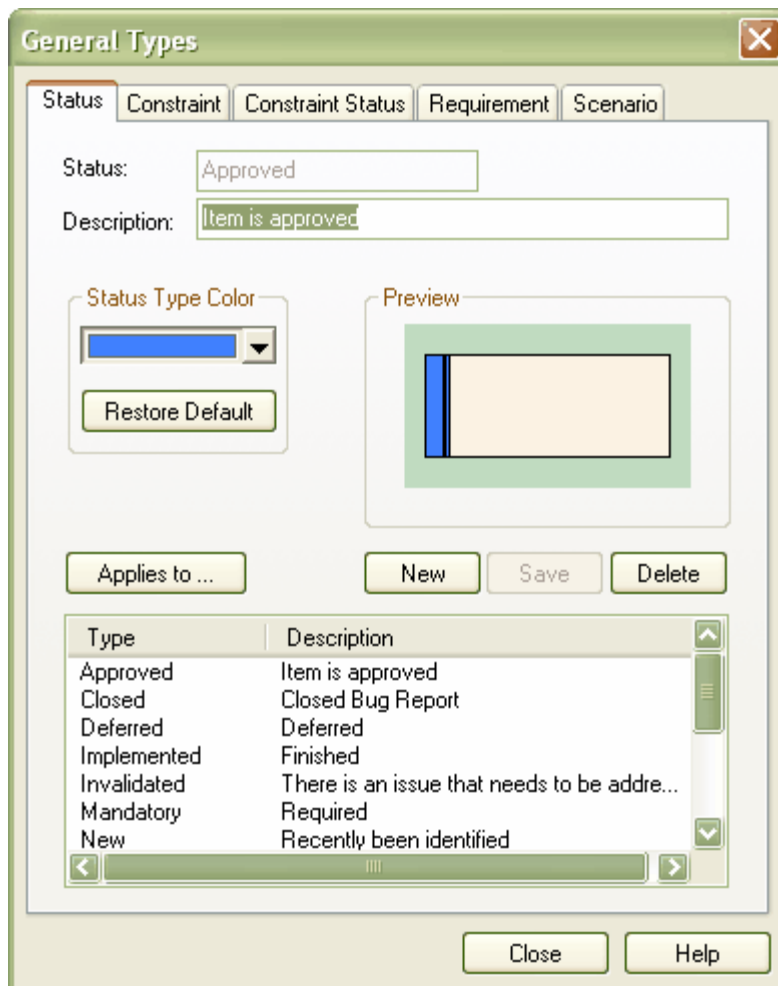 General Types
Status Constraint Constraint Status Requirement Scenario
Status: Approved
Description: Item is approved
Status Type Color Preview
Restore Default
Applies to ... New Save Delete
Type Description
Approved Item is approved
Closed Closed Bug Report
Deferred Deferred
Implemented Finished
Invalidated There is an issue that needs to be addre...
Mandatory Required
New Recently been identified
Close Help